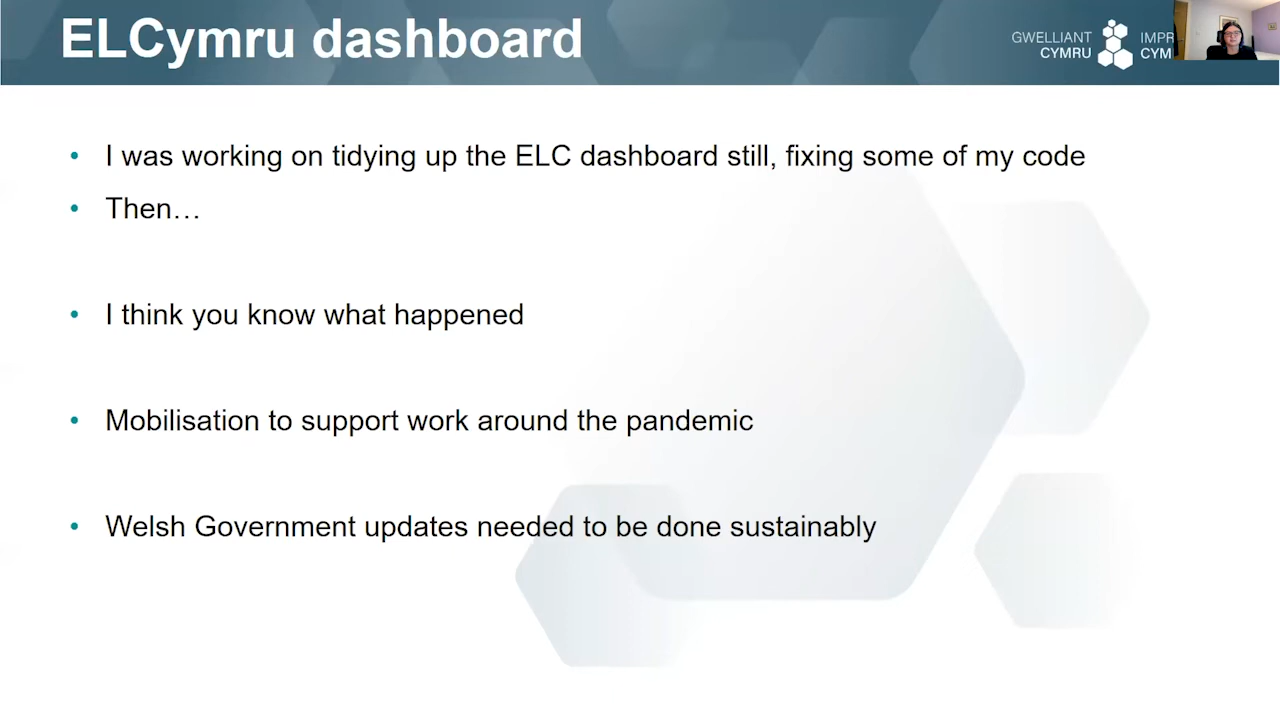 ELCymru dashboard
GWELLIANT
CYMRU
• I was working on tidying up the ELC dashboard still, fixing some of my code
• Then…
• I think you know what happened
• Mobilisation to support work around the pandemic
• Welsh Government updates needed to be done sustainably